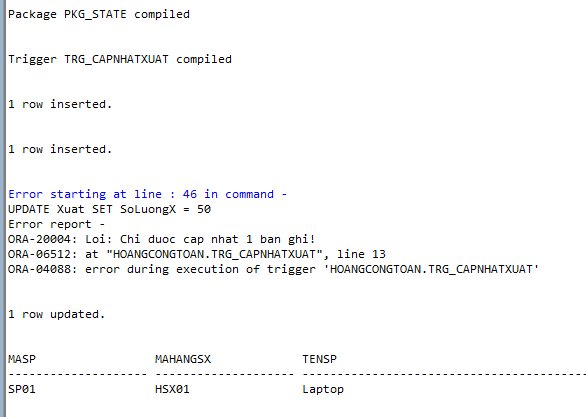 Package PKG_STATE compiled
Trigger TRG_CAPNHATXUAT compiled
1 row inserted.
1 row inserted.
Error starting at line : 46 in command -
UPDATE Xuat SET SoLuongX = 50
Error report -
ORA-20004: Loi: Chi duoc cap nhat 1 ban ghi!
ORA-06512: at "HOANGCONGTOAN.TRG_CAPNHATXUAT", line 13
ORA-04088: error during execution of trigger 'HOANGCONGTOAN.TRG_CAPNHATXUAT'
1 row updated.
MASP MAHANGSX TENSP
-------------------- -------------------- ----------------------------------------
SP01 HSX01 Laptop